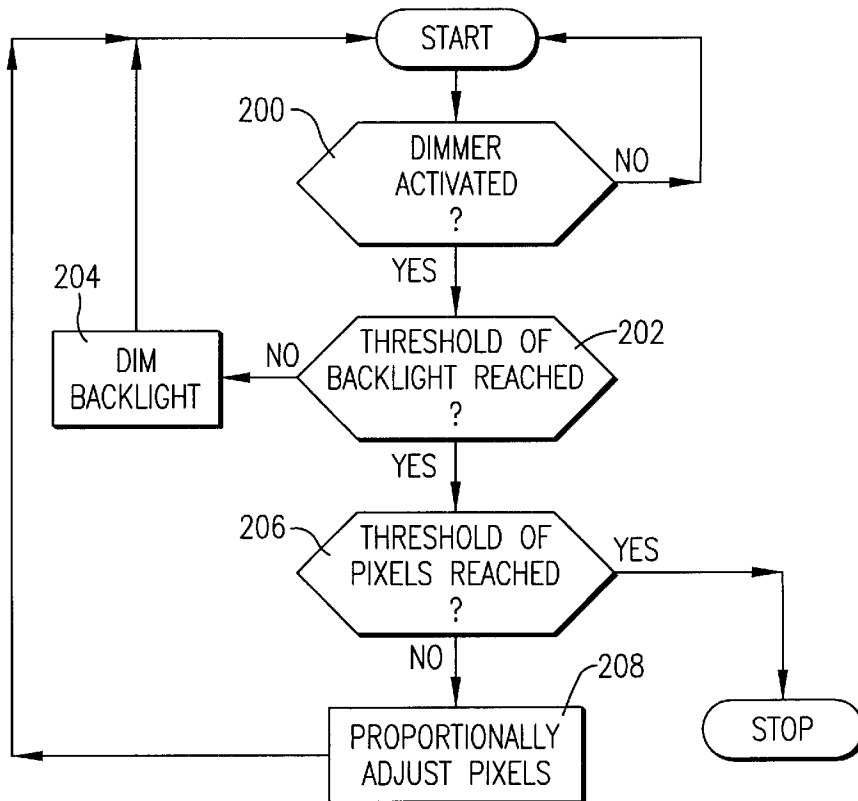 START
200
DIMMER
ACTIVATED
?
NO
YES
204
DIM
BACKLIGHT
NO
THRESHOLD OF
BACKLIGHT REACHED
?
202
YES
206
THRESHOLD OF
PIXELS REACHED
?
YES
NO
208
PROPORTIONALLY
ADJUST PIXELS
STOP